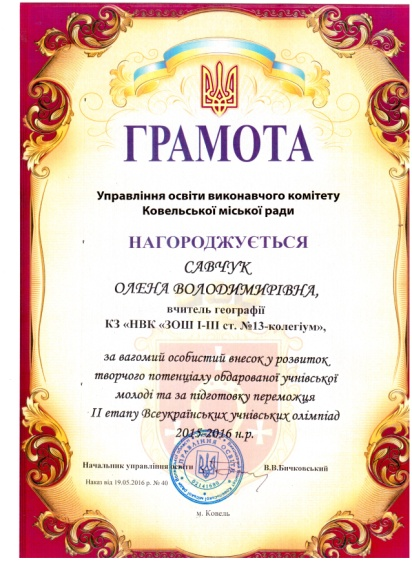 ГРАМОТА
Управління освіти виконавчого комітету
Ковельської міської ради
НАГОРОДЖУЄТЬСЯ
САВЧУК
ОЛЕНА ВОЛОДИМИРІВНА,
вчитель географії
КЗ «НВК «ЗОШ І-ІІІ ст. №13-колегіум»,
за вагомий особистий внесок у розвиток
творчого потенціалу обдарованої учнівської
молоді та за підготовку переможця
ІІ етапу Всеукраїнських учнівських олімпіад
2015-2016 н.р.
Начальник управління освіти В.В.Бичковський
Наказ від 19.05.2016 р. № 40
м. Ковель